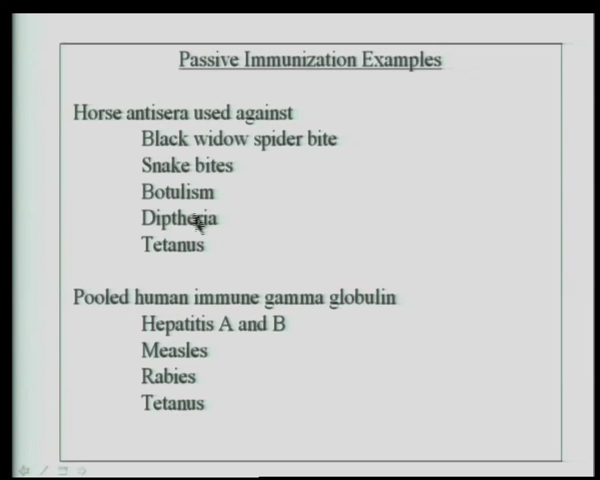 Passive Immunization Examples
Horse antisera used against
Black widow spider bite
Snake bites
Botulism
Diptheria
Tetanus
Pooled human immune gamma globulin
Hepatitis A and B
Measles
Rabies
Tetanus